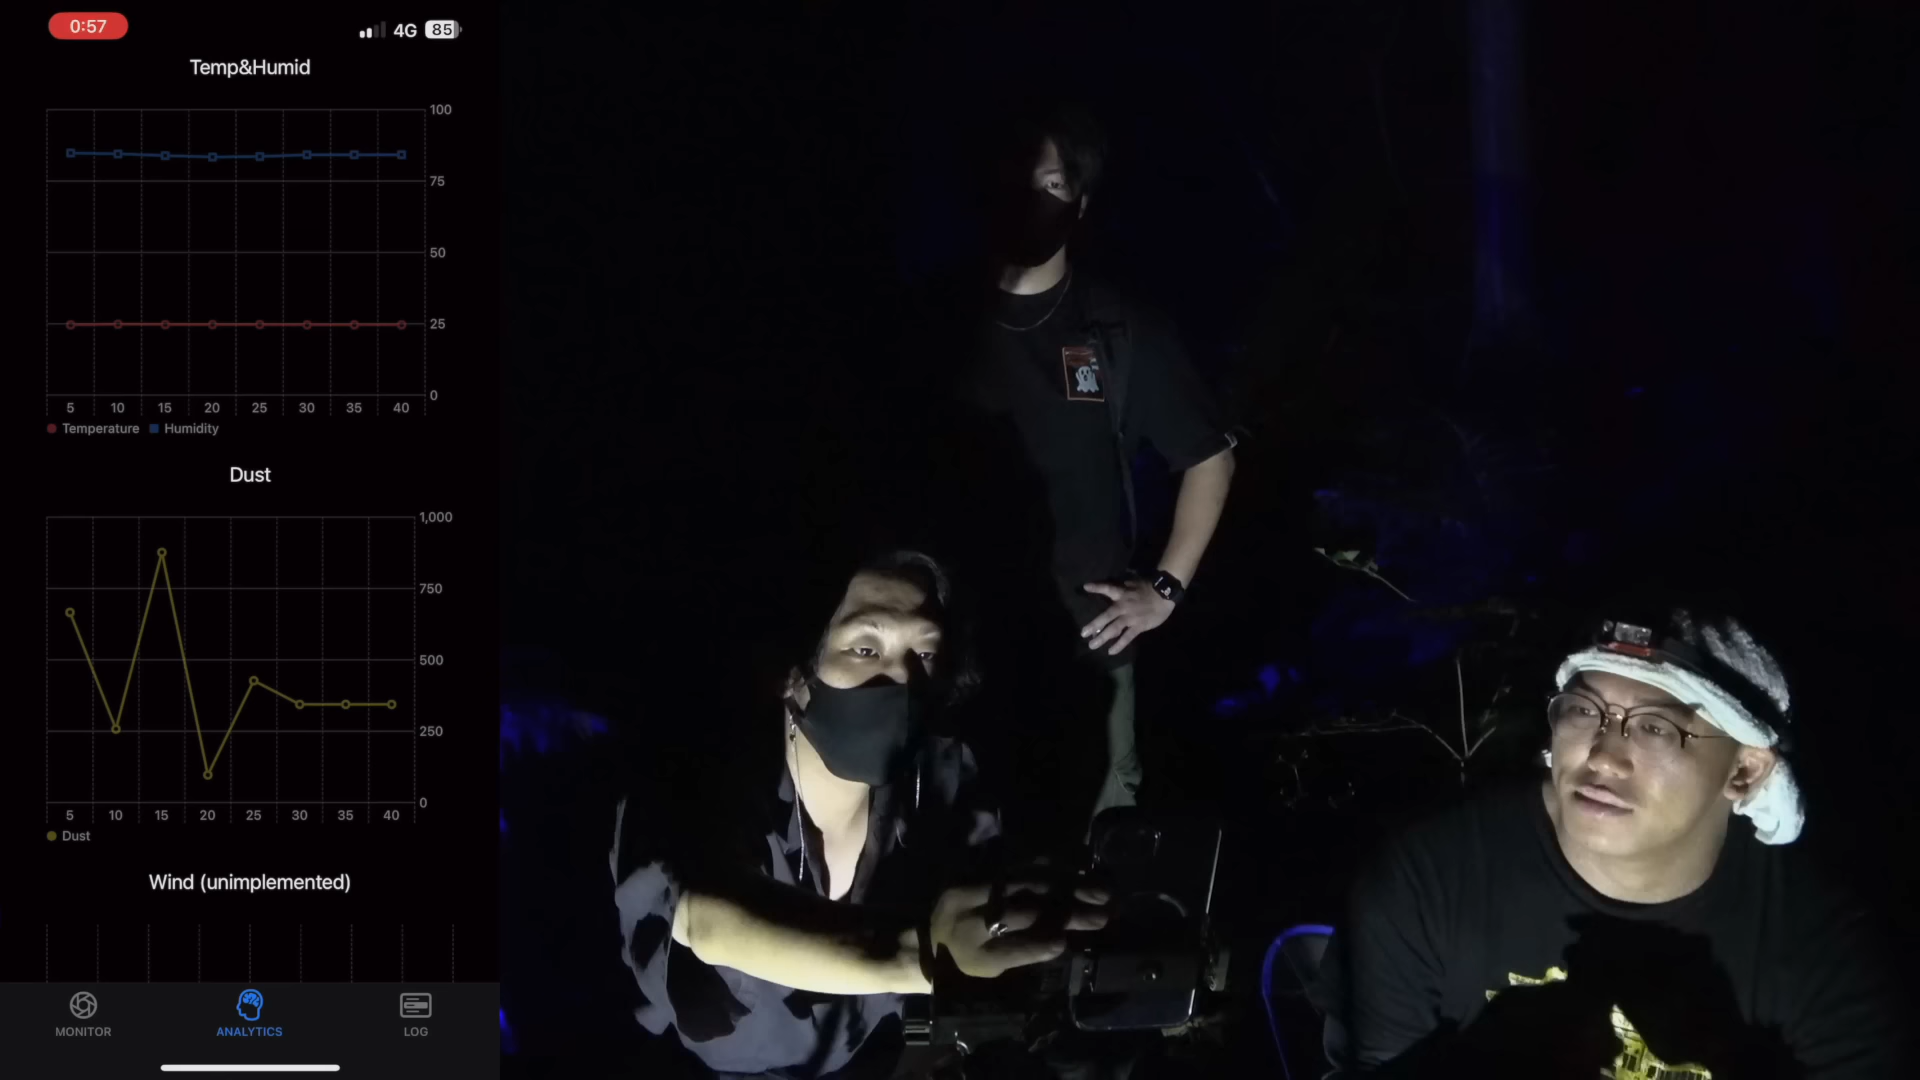 0:57
4G 85
Temp&Humid
100
75
50
25
0
5 10 15 20 25 30 35 40
Temperature Humidity
Dust
1,000
750
500
250
0
5 10 15 20 25 30 35 40
Dust
Wind (unimplemented)
MONITOR ANALYTICS LOG